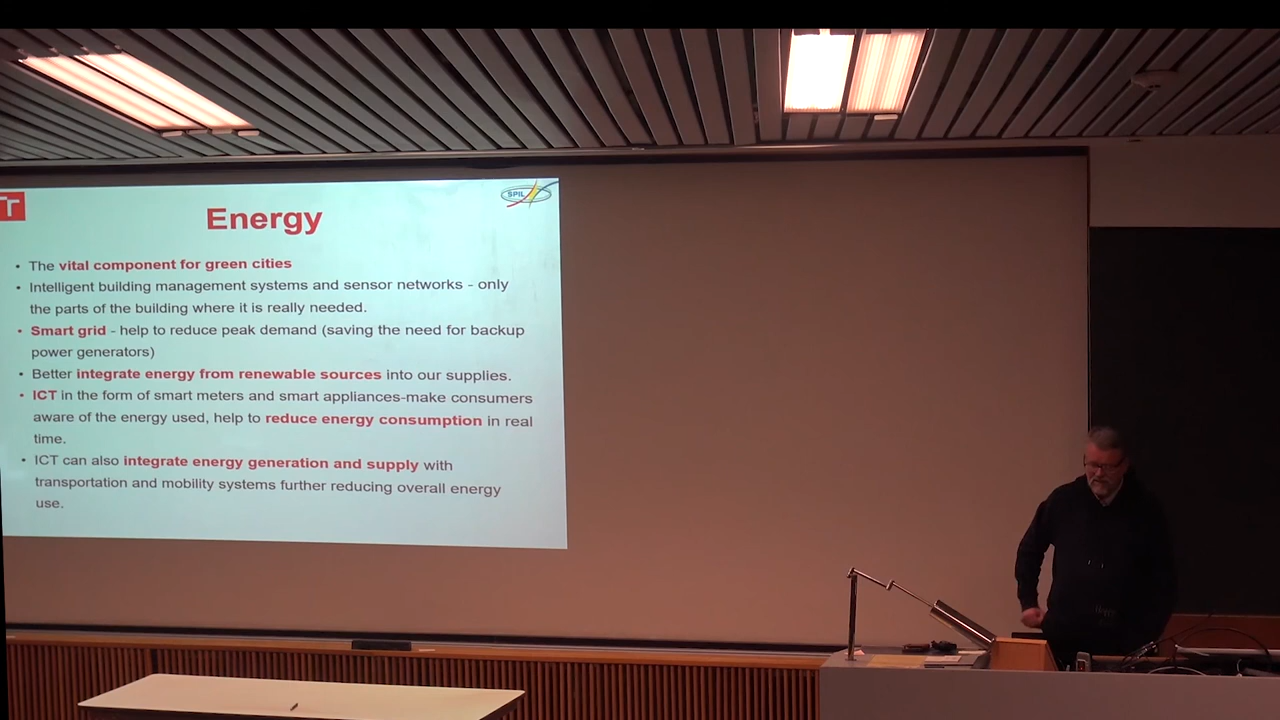 T
SPIL
Energy
• The vital component for green cities
• Intelligent building management systems and sensor networks - only
the parts of the building where it is really needed.
• Smart grid - help to reduce peak demand (saving the need for backup
power generators)
• Better integrate energy from renewable sources into our supplies.
• ICT in the form of smart meters and smart appliances-make consumers
aware of the energy used, help to reduce energy consumption in real
time.
• ICT can also integrate energy generation and supply with
transportation and mobility systems further reducing overall energy
use.